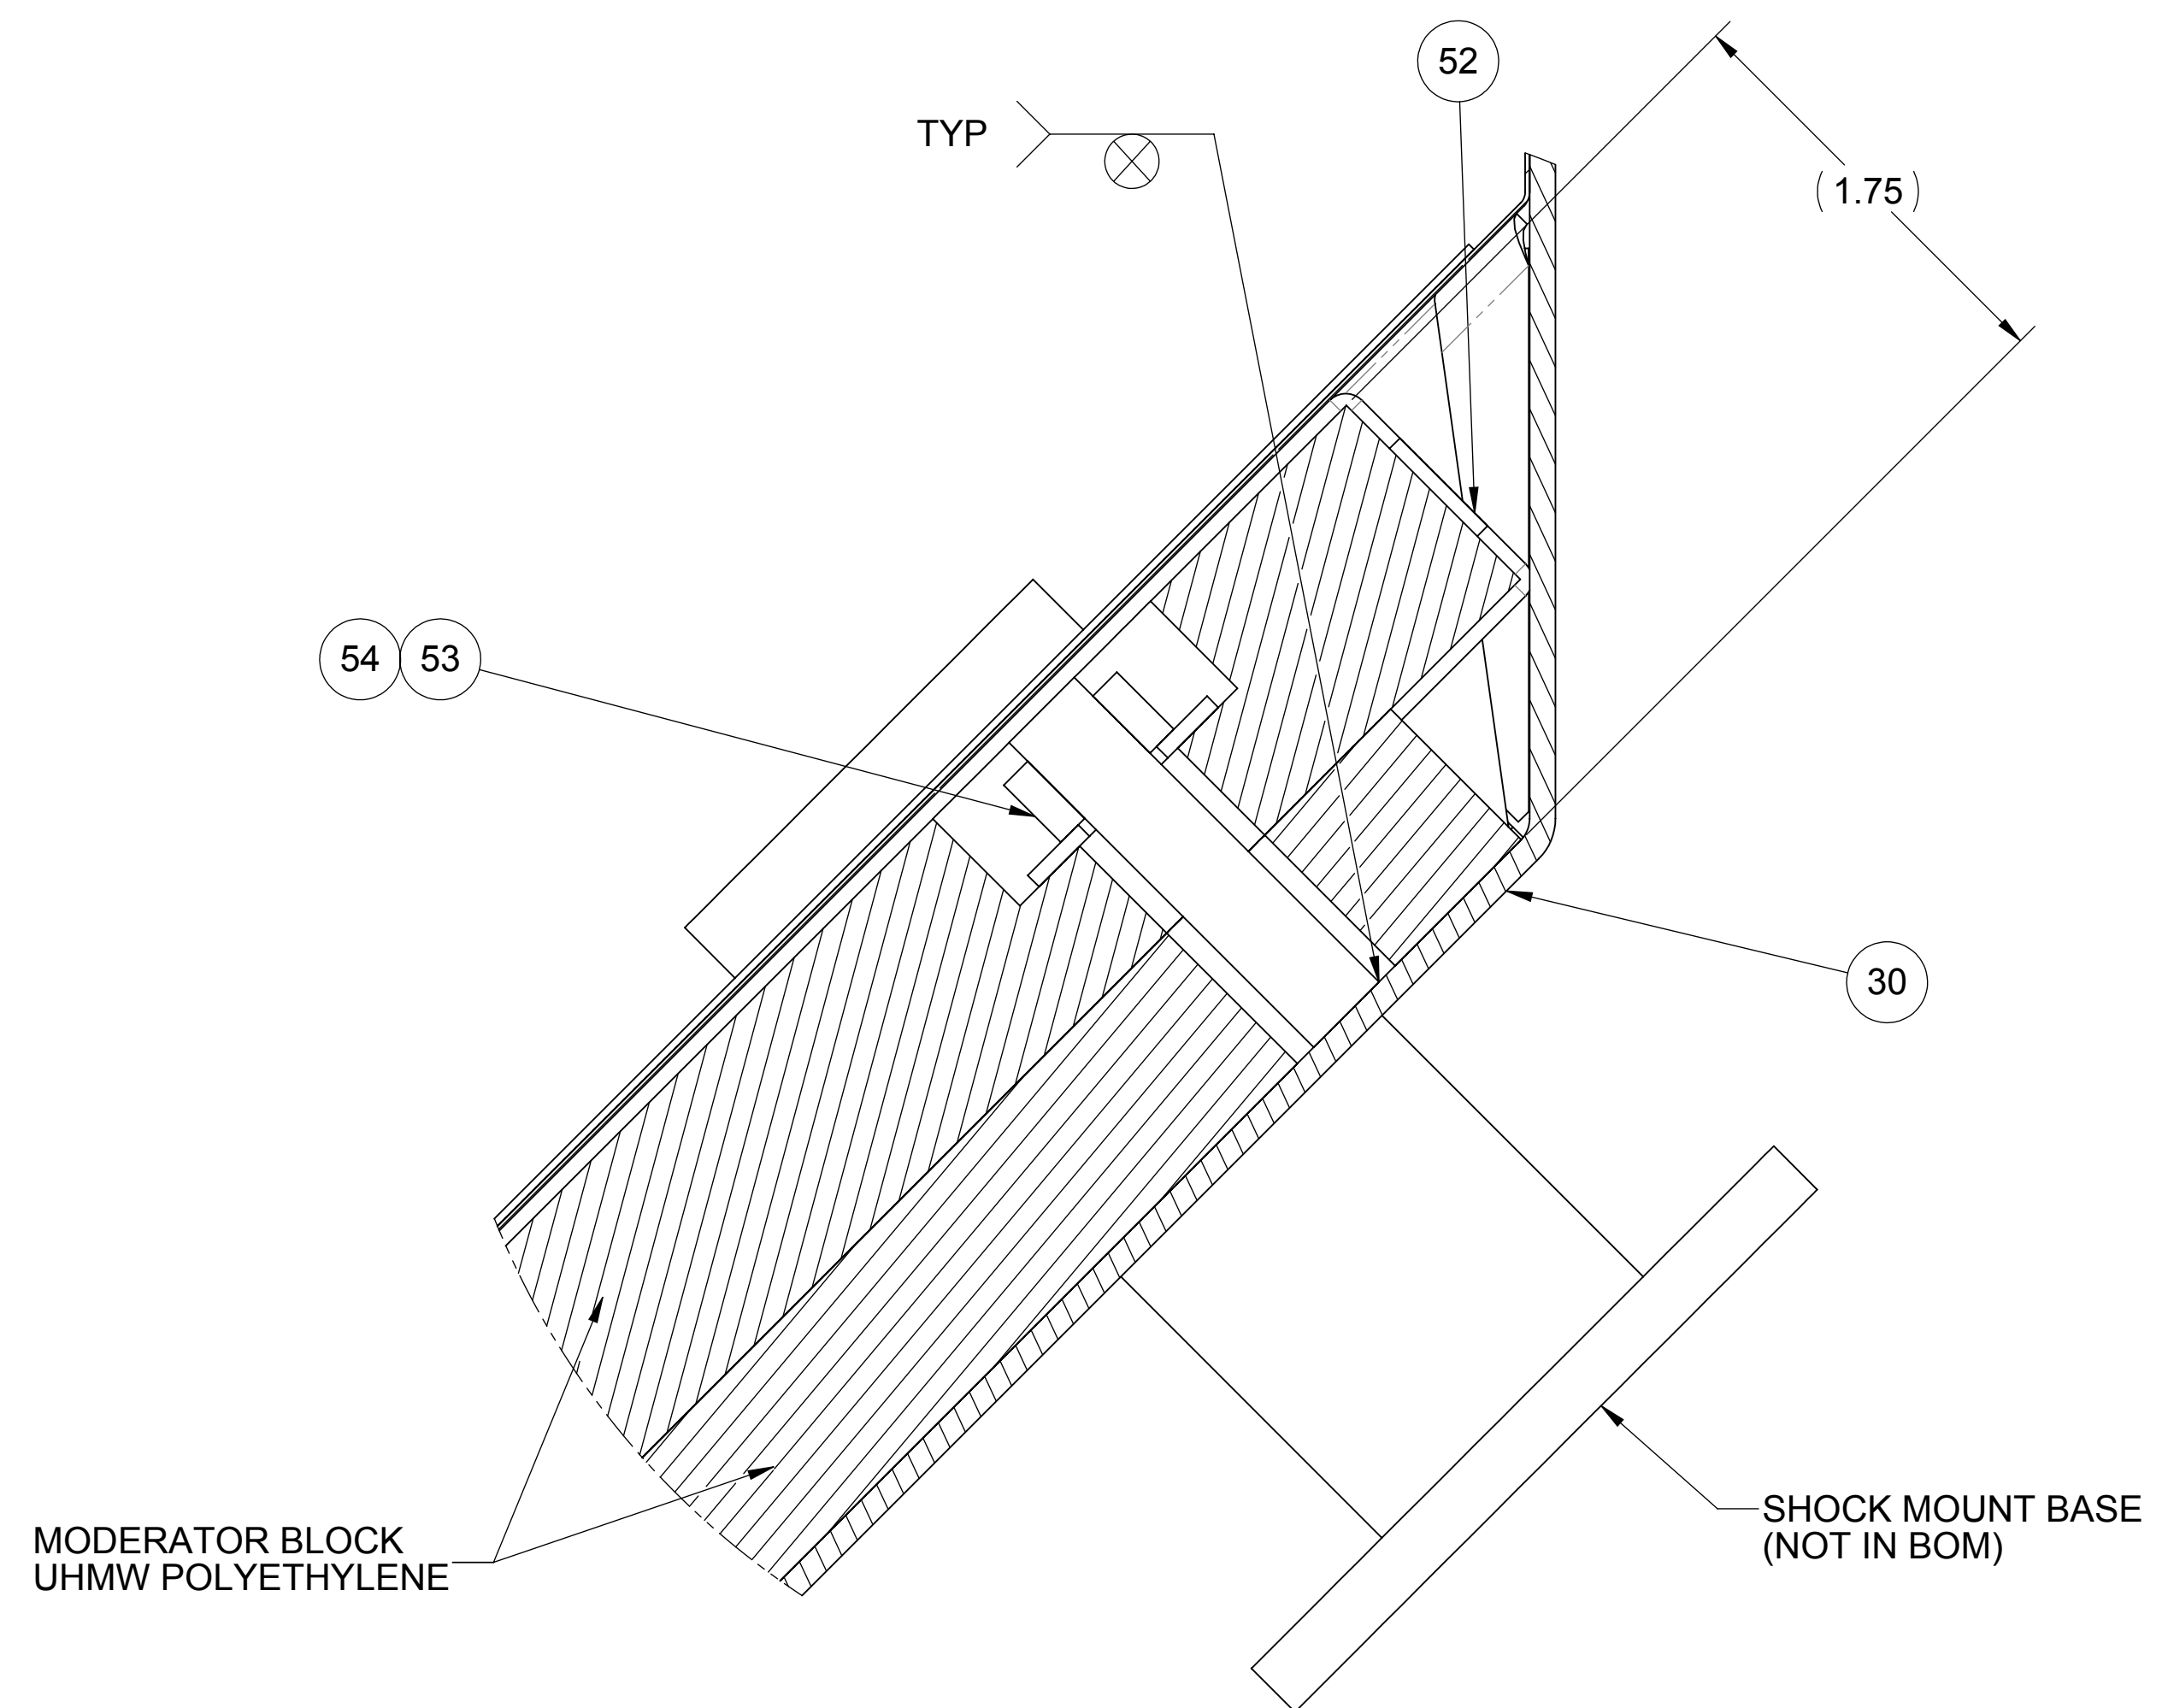 52
TYP
(1.75)
54 53
30
SHOCK MOUNT BASE
(NOT IN BOM)
MODERATOR BLOCK
UHMW POLYETHYLENE